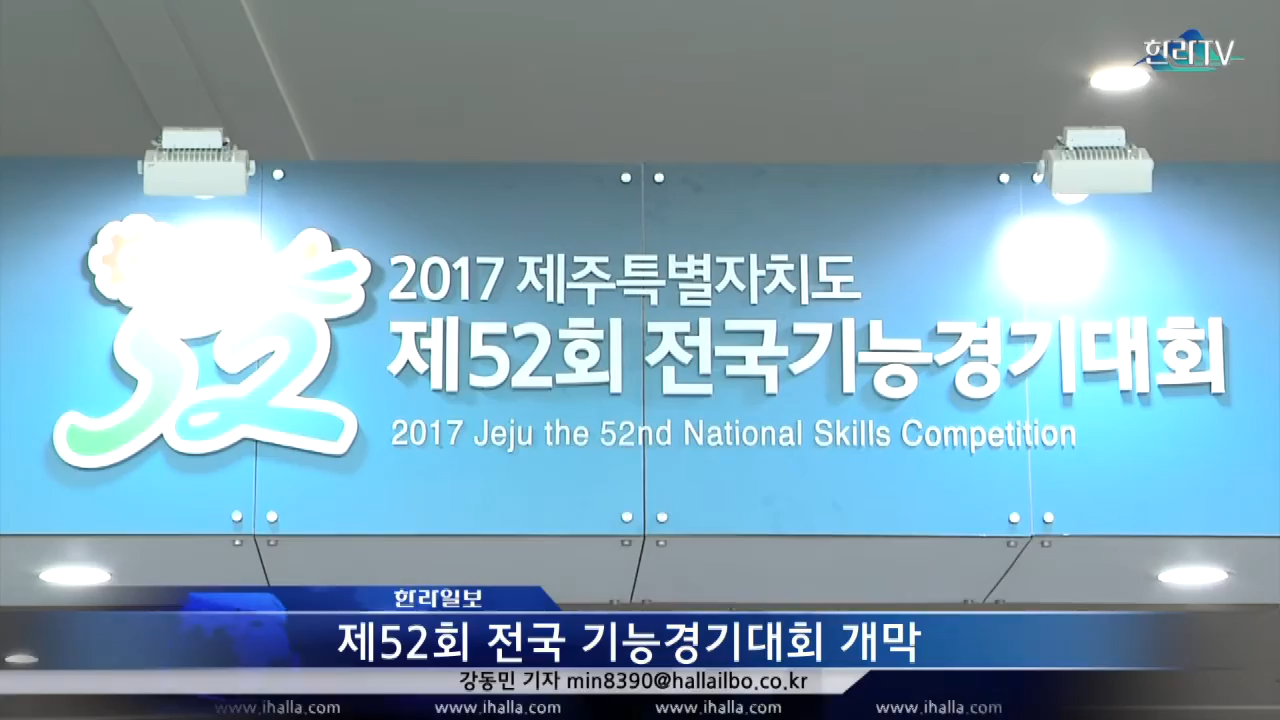 한라TV
52
2017 제주특별자치도
제52회 전국기능경기대회
2017 Jeju the 52nd National Skills Competition
한라일보
제52회 전국 기능경기대회 개막
강동민 기자 min8390@hallailbo.co.kr
www.ihalla.com www.ihalla.com www.ihalla.com www.ihalla.com